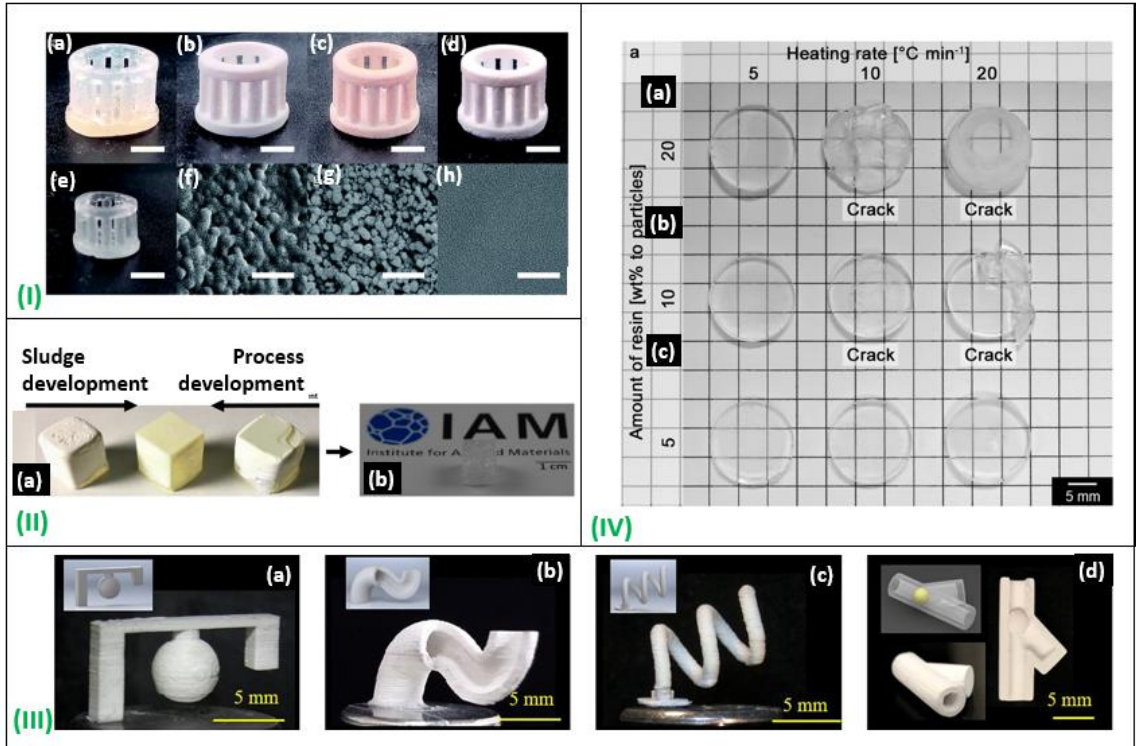 (a)
(b)
(c)
(d)
(e)
(f)
(g)
(h)
(I)
Sludge
development
Process
development
(a)
IAM
Institute for Ap ed Materials
1 cm
(b)
(II)
(a)
5 mm
(b)
5 mm
(c)
5 mm
(d)
5 mm
(III)
a
Heating rate [°C min⁻¹]
5 10 20
Amount of resin [wt% to particles]
(a)
20
Crack Crack
(b)
10
Crack Crack
(c)
5
5 mm
(IV)